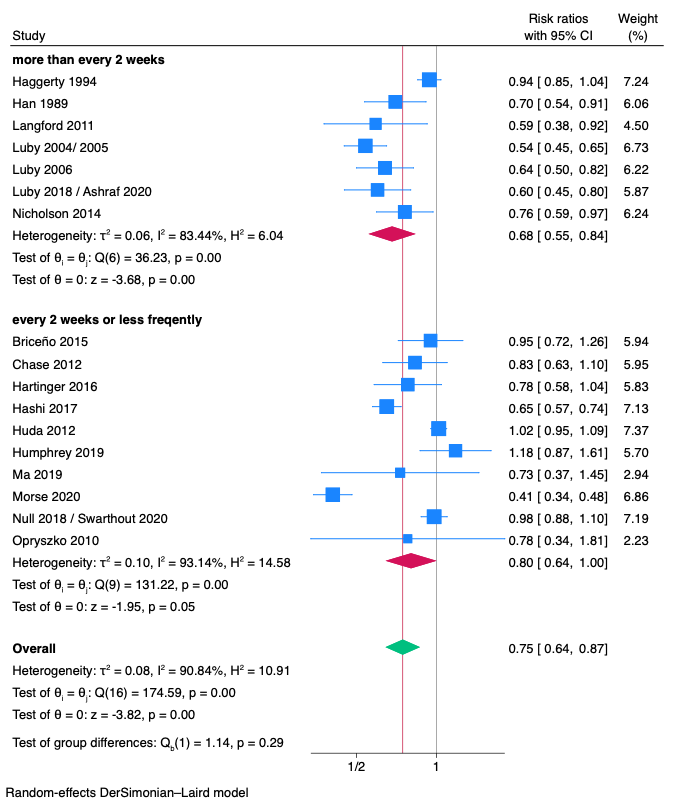 Risk ratios Weight
Study with 95% CI (%)
more than every 2 weeks
Haggerty 1994 0.94 [ 0.85, 1.04] 7.24
Han 1989 0.70 [ 0.54, 0.91] 6.06
Langford 2011 0.59 [ 0.38, 0.92] 4.50
Luby 2004/ 2005 0.54 [ 0.45, 0.65] 6.73
Luby 2006 0.64 [ 0.50, 0.82] 6.22
Luby 2018 / Ashraf 2020 0.60 [ 0.45, 0.80] 5.87
Nicholson 2014 0.76 [ 0.59, 0.97] 6.24
Heterogeneity: τ² = 0.06, I² = 83.44%, H² = 6.04 0.68 [ 0.55, 0.84]
Test of θᵢ = θⱼ: Q(6) = 36.23, p = 0.00
Test of θ = 0: z = -3.68, p = 0.00
every 2 weeks or less freqently
Briceño 2015 0.95 [ 0.72, 1.26] 5.94
Chase 2012 0.83 [ 0.63, 1.10] 5.95
Hartinger 2016 0.78 [ 0.58, 1.04] 5.83
Hashi 2017 0.65 [ 0.57, 0.74] 7.13
Huda 2012 1.02 [ 0.95, 1.09] 7.37
Humphrey 2019 1.18 [ 0.87, 1.61] 5.70
Ma 2019 0.73 [ 0.37, 1.45] 2.94
Morse 2020 0.41 [ 0.34, 0.48] 6.86
Null 2018 / Swarthout 2020 0.98 [ 0.88, 1.10] 7.19
Opryszko 2010 0.78 [ 0.34, 1.81] 2.23
Heterogeneity: τ² = 0.10, I² = 93.14%, H² = 14.58 0.80 [ 0.64, 1.00]
Test of θᵢ = θⱼ: Q(9) = 131.22, p = 0.00
Test of θ = 0: z = -1.95, p = 0.05
Overall 0.75 [ 0.64, 0.87]
Heterogeneity: τ² = 0.08, I² = 90.84%, H² = 10.91
Test of θᵢ = θⱼ: Q(16) = 174.59, p = 0.00
Test of θ = 0: z = -3.82, p = 0.00
Test of group differences: Q_b(1) = 1.14, p = 0.29
1/2 1
Random-effects DerSimonian–Laird model